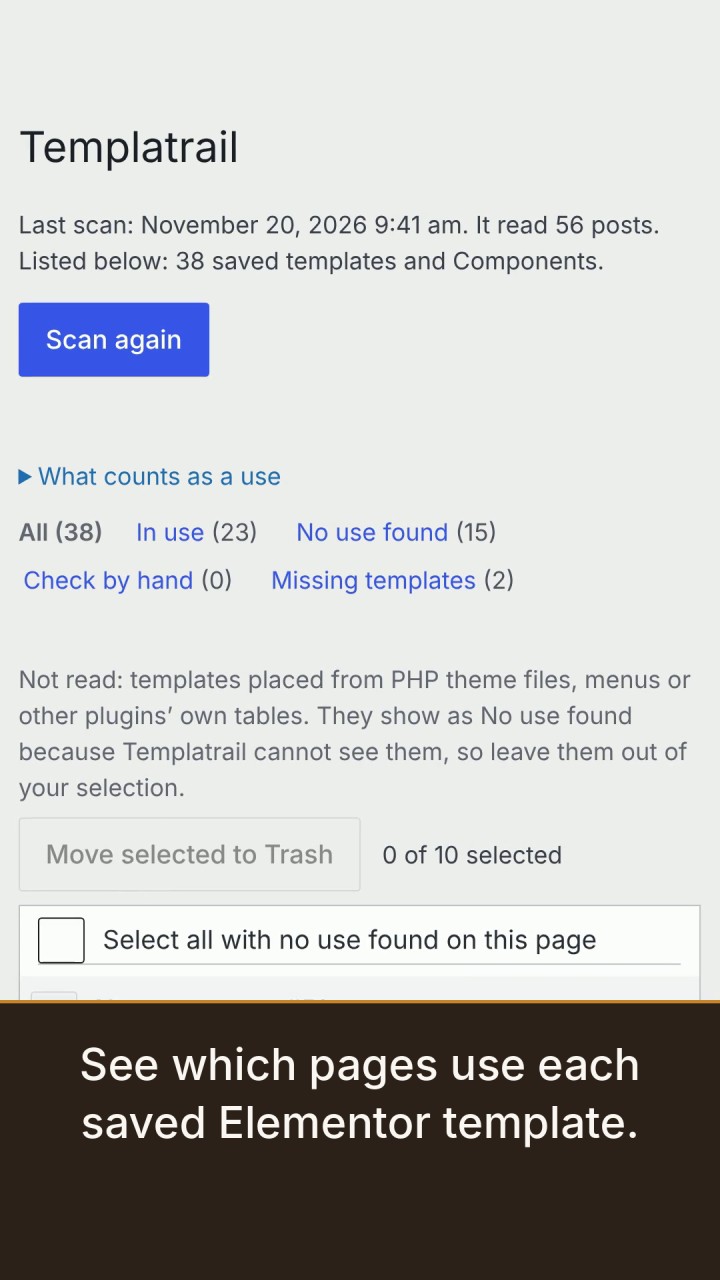 Templatrail
Last scan: November 20, 2026 9:41 am. It read 56 posts.
Listed below: 38 saved templates and Components.
Scan again
What counts as a use
All (38) In use (23) No use found (15)
Check by hand (0) Missing templates (2)
Not read: templates placed from PHP theme files, menus or
other plugins’ own tables. They show as No use found
because Templatrail cannot see them, so leave them out of
your selection.
Move selected to Trash 0 of 10 selected
Select all with no use found on this page
See which pages use each
saved Elementor template.